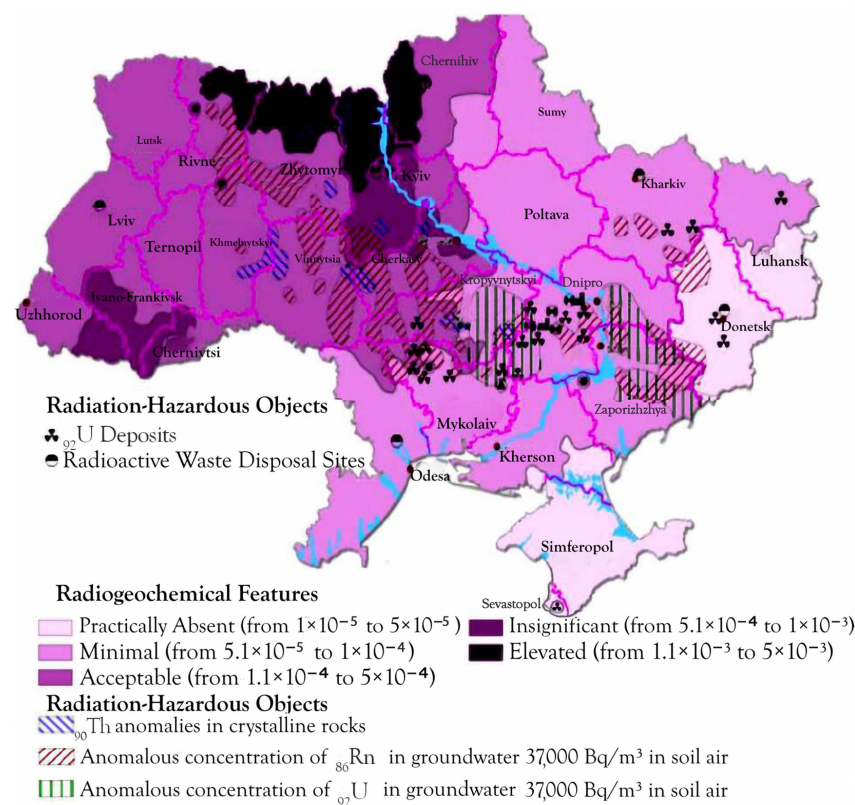 Chernihiv
Sumy
Lutsk
Rivne
Zhytomyr
Kyiv
Kharkiv
Lviv
Poltava
Ternopil
Khmelnytskyi
Vinnytsia
Cherkasy
Luhansk
Kropyvnytskyi
Dnipro
Ivano-Frankivsk
Uzhhorod
Donetsk
Chernivtsi
Zaporizhzhya
Mykolaiv
Kherson
Odesa
Simferopol
Sevastopol
Radiation-Hazardous Objects
92U Deposits
Radioactive Waste Disposal Sites
Radiogeochemical Features
Practically Absent (from 1×10⁻⁵ to 5×10⁻⁵)
Insignificant (from 5.1×10⁻⁴ to 1×10⁻³)
Minimal (from 5.1×10⁻⁵ to 1×10⁻⁴)
Elevated (from 1.1×10⁻³ to 5×10⁻³)
Acceptable (from 1.1×10⁻⁴ to 5×10⁻⁴)
Radiation-Hazardous Objects
90Th anomalies in crystalline rocks
Anomalous concentration of 86Rn in groundwater 37,000 Bq/m³ in soil air
Anomalous concentration of 92U in groundwater 37,000 Bq/m³ in soil air